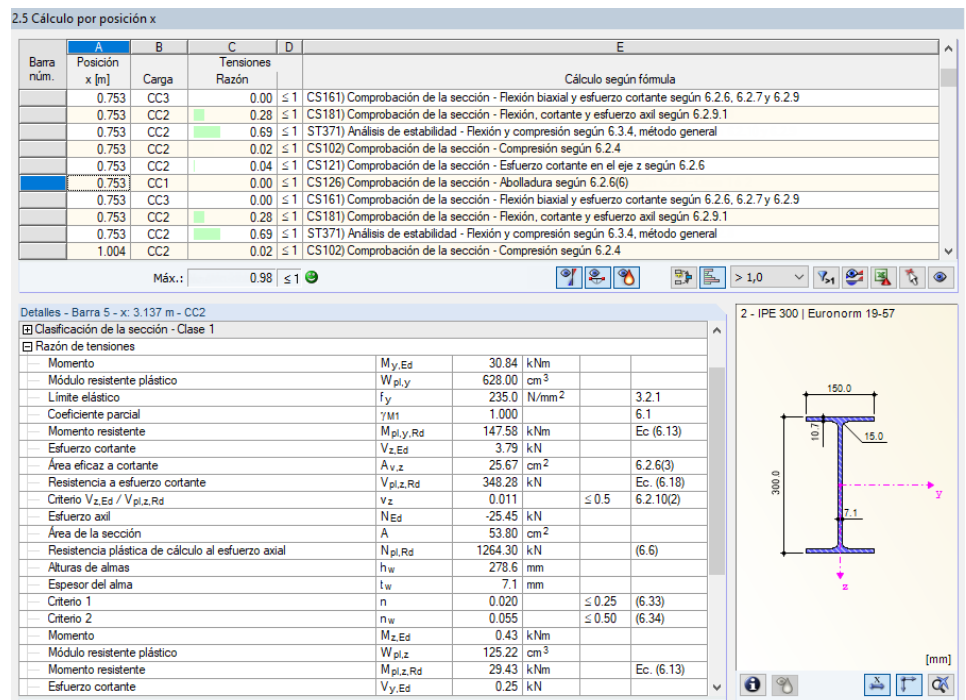 2.5 Cálculo por posición x
A B C D E
Barra Posición Tensiones
núm. x [m] Carga Razón Cálculo según fórmula
0.753 CC3 0.00 ≤ 1 CS161) Comprobación de la sección - Flexión biaxial y esfuerzo cortante según 6.2.6, 6.2.7 y 6.2.9
0.753 CC2 0.28 ≤ 1 CS181) Comprobación de la sección - Flexión, cortante y esfuerzo axil según 6.2.9.1
0.753 CC2 0.69 ≤ 1 ST371) Análisis de estabilidad - Flexión y compresión según 6.3.4, método general
0.753 CC2 0.02 ≤ 1 CS102) Comprobación de la sección - Compresión según 6.2.4
0.753 CC2 0.04 ≤ 1 CS121) Comprobación de la sección - Esfuerzo cortante en el eje z según 6.2.6
0.753 CC1 0.00 ≤ 1 CS126) Comprobación de la sección - Abolladura según 6.2.6(6)
0.753 CC3 0.00 ≤ 1 CS161) Comprobación de la sección - Flexión biaxial y esfuerzo cortante según 6.2.6, 6.2.7 y 6.2.9
0.753 CC2 0.28 ≤ 1 CS181) Comprobación de la sección - Flexión, cortante y esfuerzo axil según 6.2.9.1
0.753 CC2 0.69 ≤ 1 ST371) Análisis de estabilidad - Flexión y compresión según 6.3.4, método general
1.004 CC2 0.02 ≤ 1 CS102) Comprobación de la sección - Compresión según 6.2.4
Máx.: 0.98 ≤ 1 > 1,0
Detalles - Barra 5 - x: 3.137 m - CC2
Clasificación de la sección - Clase 1
Razón de tensiones
Momento My,Ed 30.84 kNm
Módulo resistente plástico Wpl,y 628.00 cm3
Límite elástico fy 235.0 N/mm2 3.2.1
Coeficiente parcial γM1 1.000 6.1
Momento resistente Mpl,y,Rd 147.58 kNm Ec (6.13)
Esfuerzo cortante Vz,Ed 3.79 kN
Área eficaz a cortante Av,z 25.67 cm2 6.2.6(3)
Resistencia a esfuerzo cortante Vpl,z,Rd 348.28 kN Ec. (6.18)
Criterio Vz,Ed / Vpl,z,Rd vz 0.011 ≤ 0.5 6.2.10(2)
Esfuerzo axil NEd -25.45 kN
Área de la sección A 53.80 cm2
Resistencia plástica de cálculo al esfuerzo axial Npl,Rd 1264.30 kN (6.6)
Alturas de almas hw 278.6 mm
Espesor del alma tw 7.1 mm
Criterio 1 n 0.020 ≤ 0.25 (6.33)
Criterio 2 nw 0.055 ≤ 0.50 (6.34)
Momento Mz,Ed 0.43 kNm
Módulo resistente plástico Wpl,z 125.22 cm3
Momento resistente Mpl,z,Rd 29.43 kNm Ec. (6.13)
Esfuerzo cortante Vy,Ed 0.25 kN
2 - IPE 300 | Euronorm 19-57
150.0
10.7
15.0
300.0
y
7.1
z
[mm]